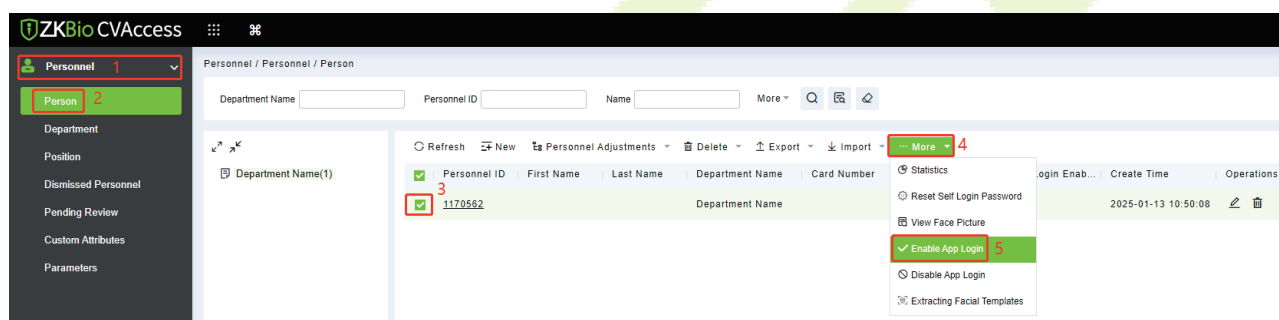 ZKBio CVAccess
Personnel 1
Person 2
Department
Position
Dismissed Personnel
Pending Review
Custom Attributes
Parameters
Personnel / Personnel / Person
Department Name Personnel ID Name More
Department Name(1)
Refresh New Personnel Adjustments Delete Export Import ··· More 4
Personnel ID First Name Last Name Department Name Card Number ogin Enab... Create Time Operations
3
1170562 Department Name 2025-01-13 10:50:08
Statistics
Reset Self Login Password
View Face Picture
Enable App Login 5
Disable App Login
Extracting Facial Templates